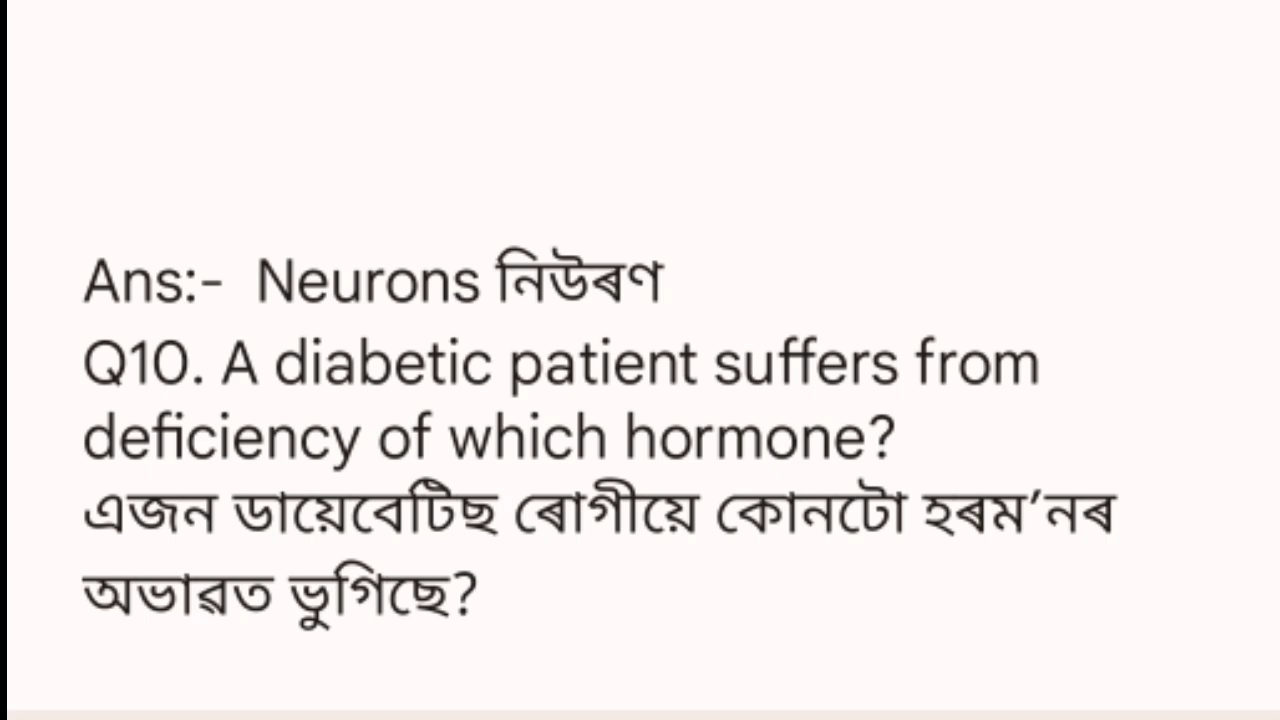 Ans:-  Neurons নিউৰণ
Q10. A diabetic patient suffers from
deficiency of which hormone?
এজন ডায়েবেটিছ ৰোগীয়ে কোনটো হৰম’নৰ
অভাৱত ভুগিছে?